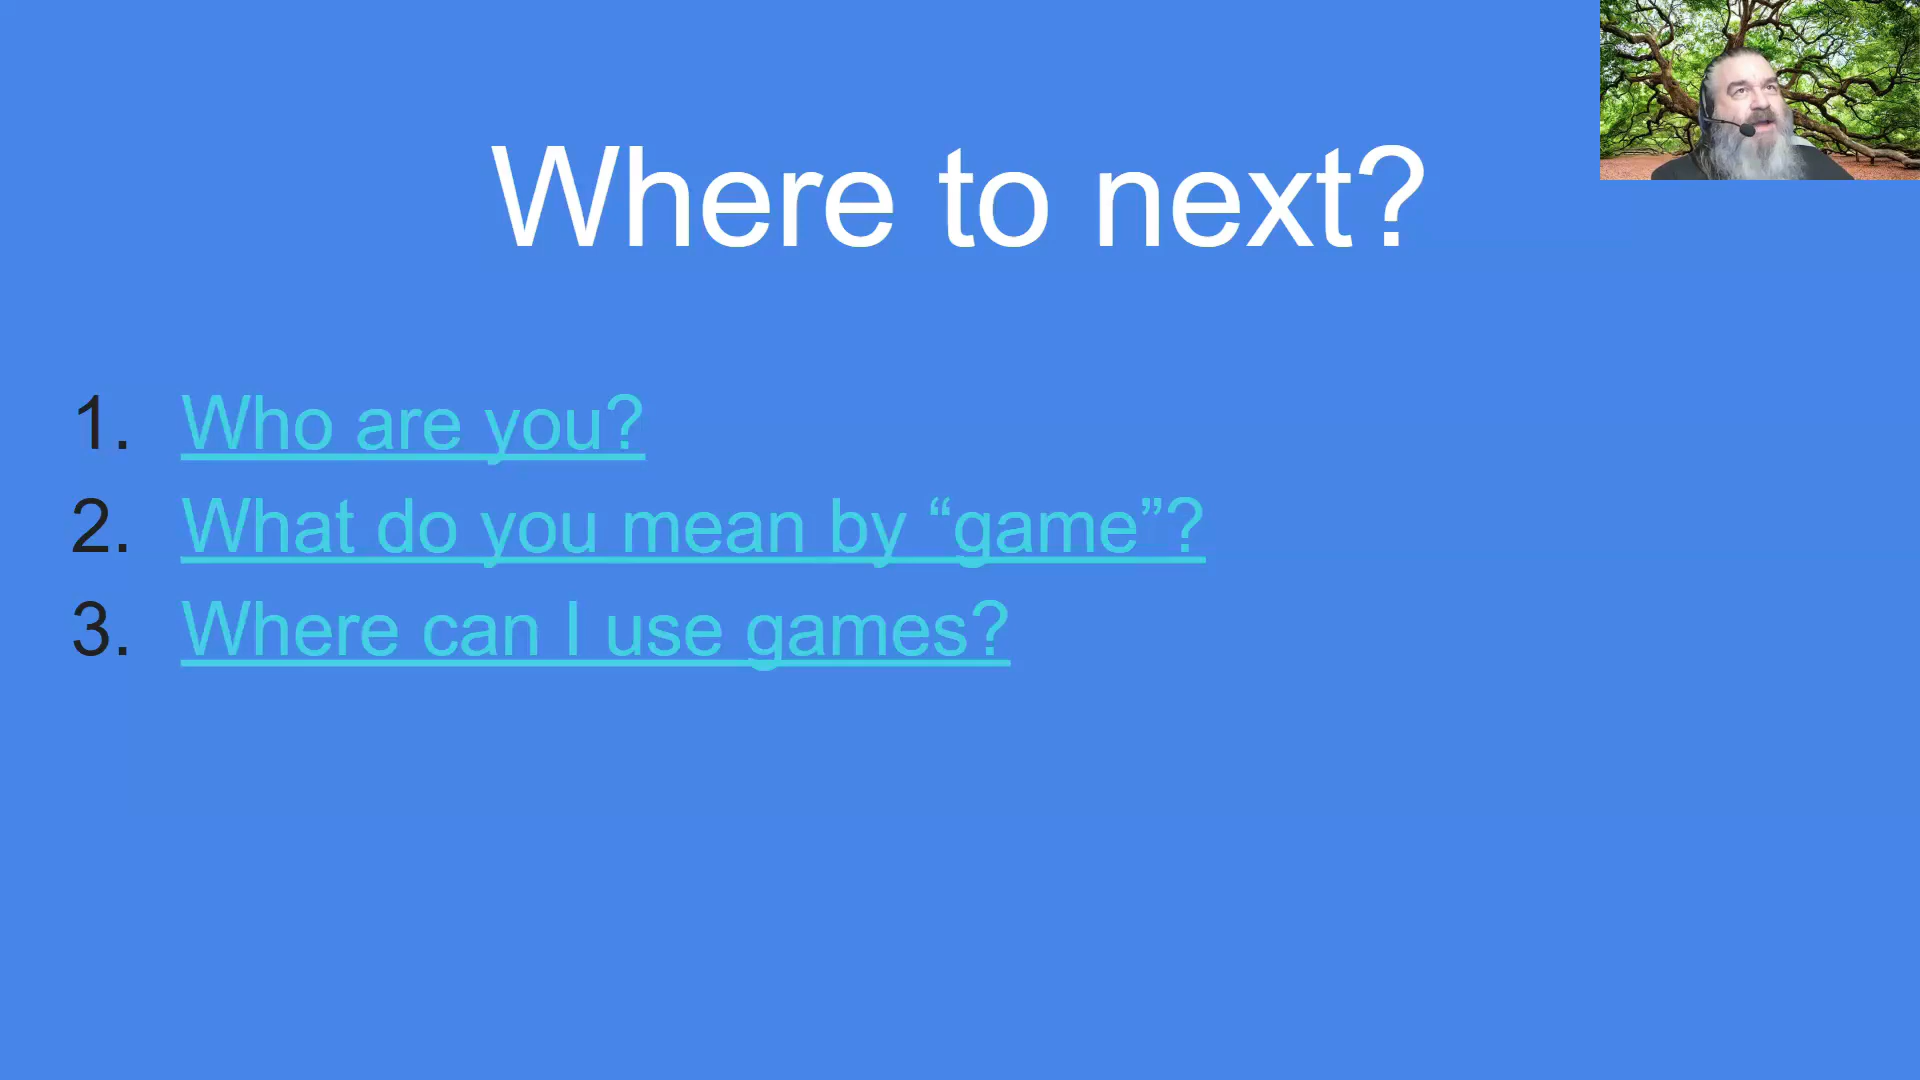 Where to next?
1. Who are you?
2. What do you mean by “game”?
3. Where can I use games?